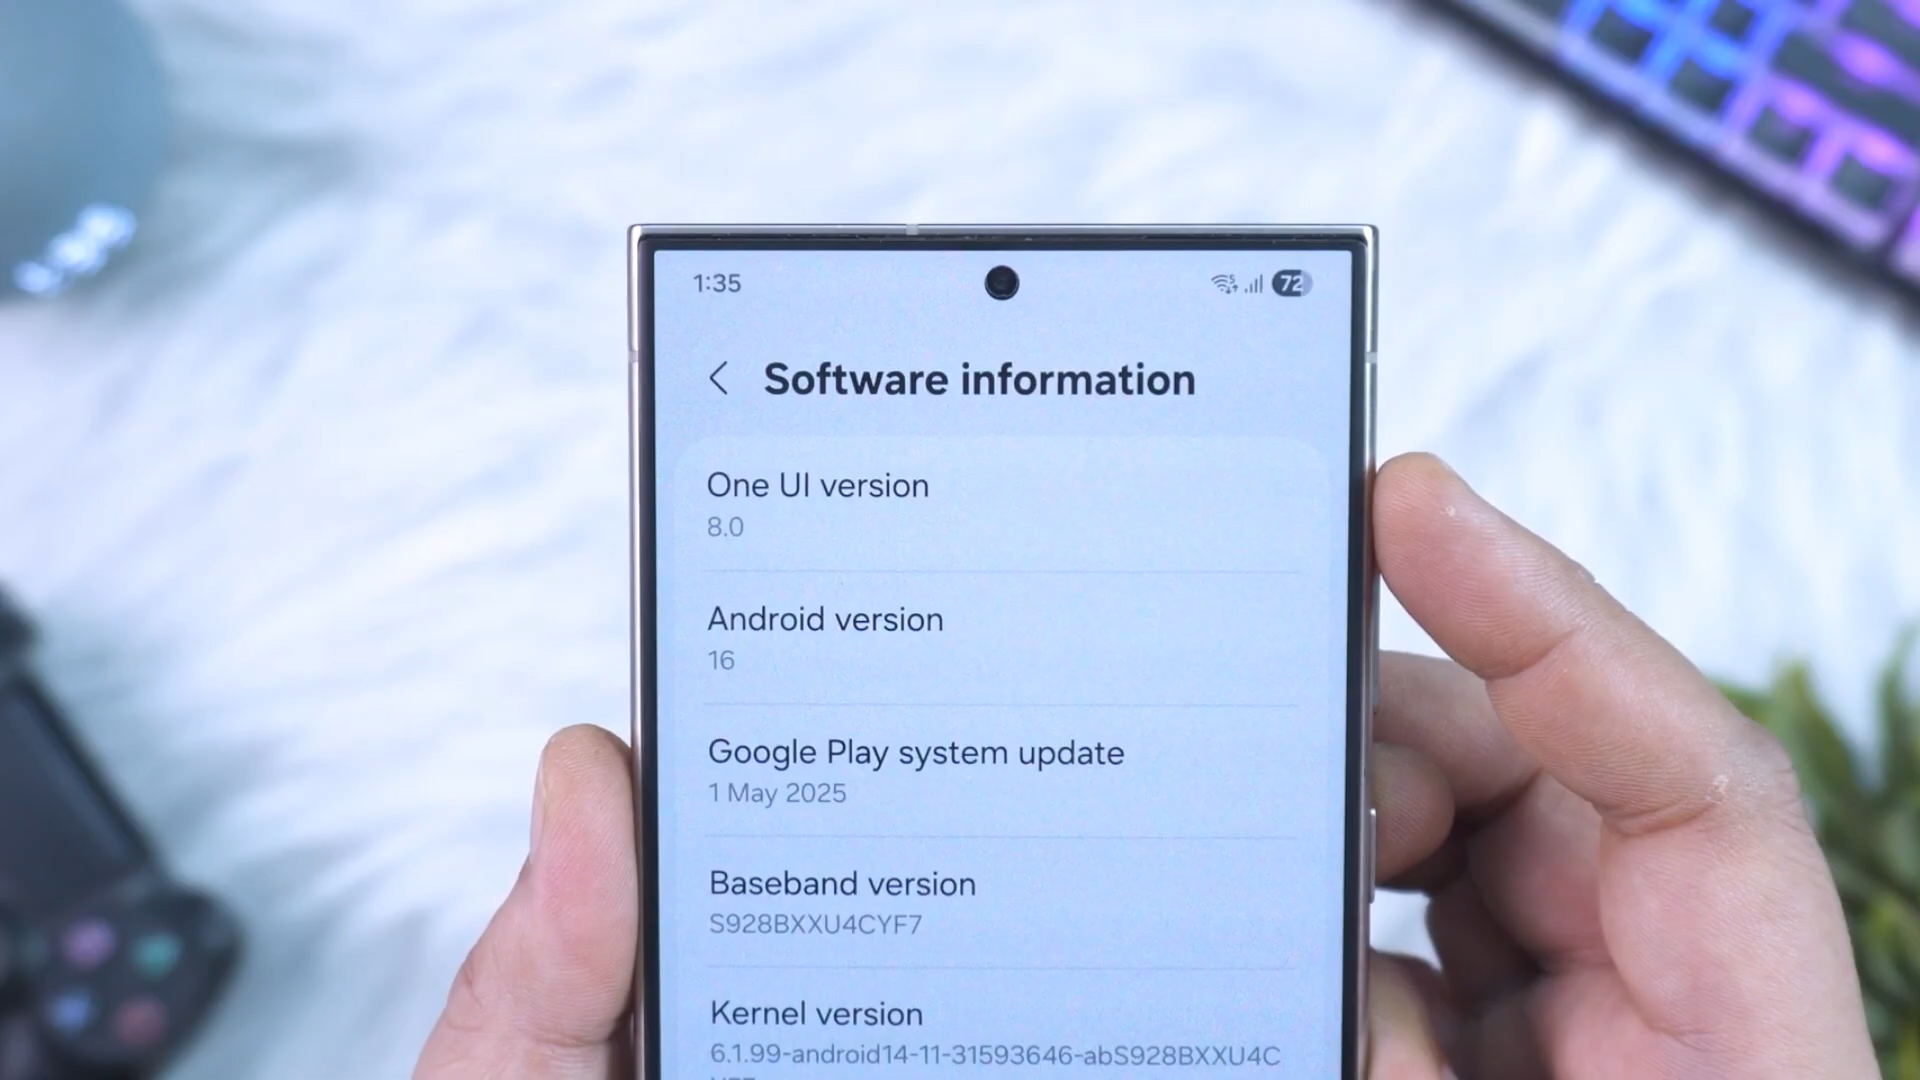 1:35
72
Software information
One UI version
8.0
Android version
16
Google Play system update
1 May 2025
Baseband version
S928BXXU4CYF7
Kernel version
6.1.99-android14-11-31593646-abS928BXXU4C